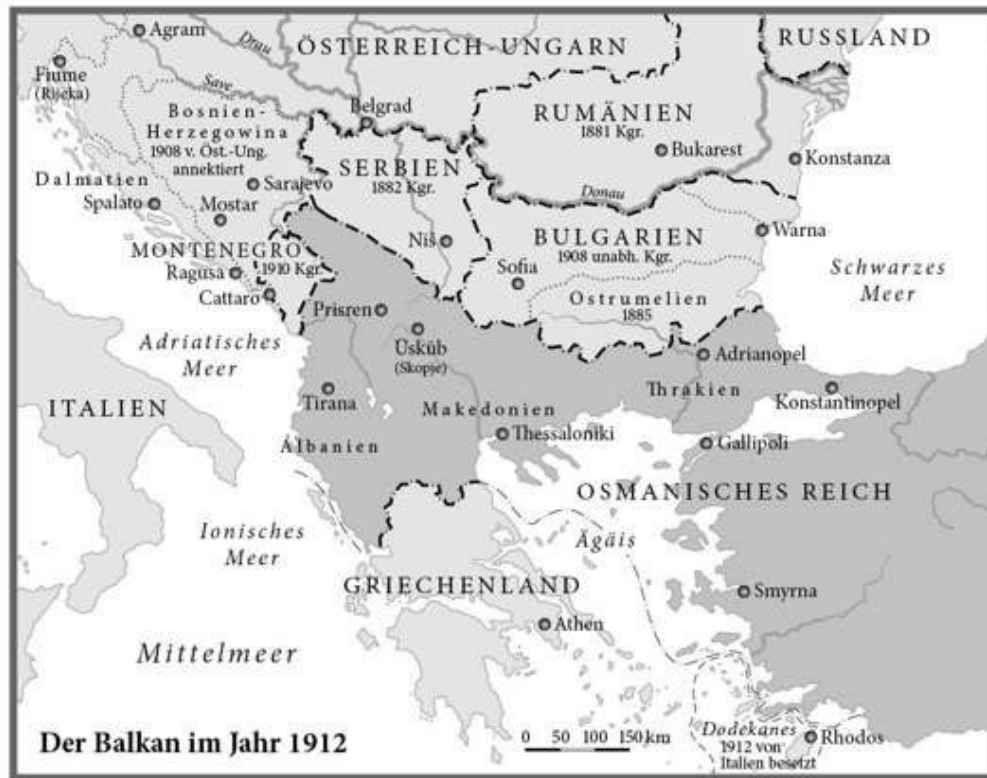 Agram
Drau
ÖSTERREICH-UNGARN
RUSSLAND
Fiume
(Rijeka)
Save
Belgrad
Bosnien-
Herzegowina
1908 v. Öst.-Ung.
annektiert
RUMÄNIEN
1881 Kgr.
Bukarest
Konstanza
SERBIEN
1882 Kgr.
Dalmatien
Sarajevo
Donau
Spalato
Mostar
Niš
BULGARIEN
1908 unabh. Kgr.
Warna
MONTENEGRO
1910 Kgr.
Ragusa
Sofia
Schwarzes
Meer
Cattaro
Prisren
Ostrumelien
1885
Adriatisches
Meer
Üsküb
(Skopje)
Adrianopel
Tirana
Thrakien
Konstantinopel
ITALIEN
Makedonien
Thessaloniki
Gallipoli
Albanien
OSMANISCHES REICH
Ionisches
Meer
Ägäis
GRIECHENLAND
Smyrna
Athen
Mittelmeer
Der Balkan im Jahr 1912
0 50 100 150 km
Dodekanes
1912 von
Italien besetzt
Rhodos